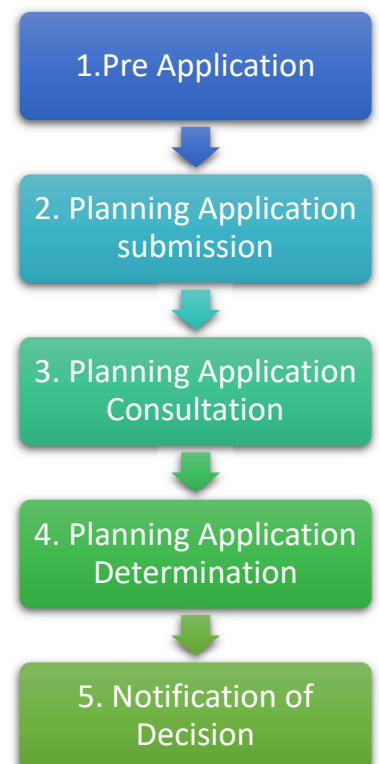 1.Pre Application
2. Planning Application
submission
3. Planning Application
Consultation
4. Planning Application
Determination
5. Notification of
Decision